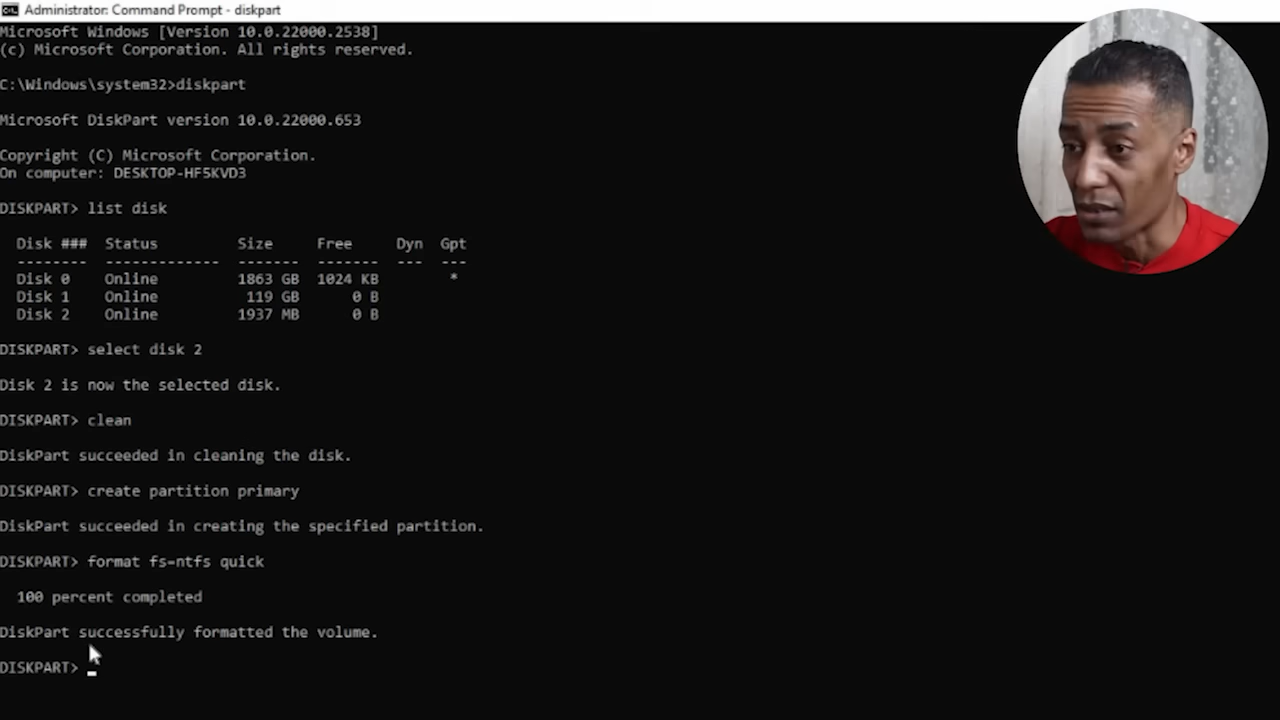 Administrator: Command Prompt - diskpart
Microsoft Windows [Version 10.0.22000.2538]
(c) Microsoft Corporation. All rights reserved.
C:\Windows\system32>diskpart
Microsoft DiskPart version 10.0.22000.653
Copyright (C) Microsoft Corporation.
On computer: DESKTOP-HF5KVD3
DISKPART> list disk
Disk ### Status Size Free Dyn Gpt
-------- ------------- ------- ------- --- ---
Disk 0 Online 1863 GB 1024 KB *
Disk 1 Online 119 GB 0 B
Disk 2 Online 1937 MB 0 B
DISKPART> select disk 2
Disk 2 is now the selected disk.
DISKPART> clean
DiskPart succeeded in cleaning the disk.
DISKPART> create partition primary
DiskPart succeeded in creating the specified partition.
DISKPART> format fs=ntfs quick
100 percent completed
DiskPart successfully formatted the volume.
DISKPART>